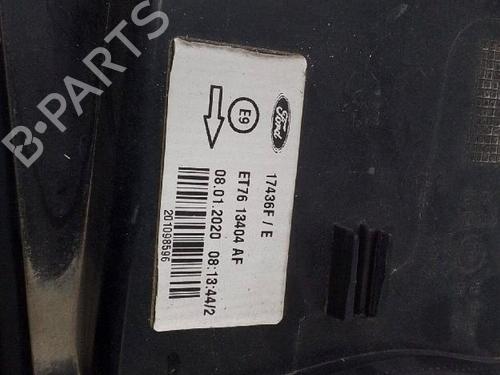 B-PARTS
Ford
E9
17436F / E
ET76 13404 AF
08.01.2020 08:13:44/2
201098596